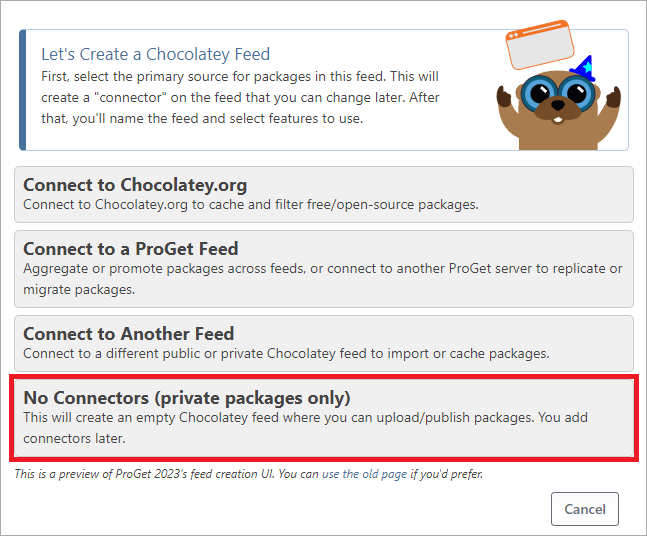 Let's Create a Chocolatey Feed
First, select the primary source for packages in this feed. This will
create a "connector" on the feed that you can change later. After
that, you'll name the feed and select features to use.
Connect to Chocolatey.org
Connect to Chocolatey.org to cache and filter free/open-source packages.
Connect to a ProGet Feed
Aggregate or promote packages across feeds, or connect to another ProGet server to replicate or
migrate packages.
Connect to Another Feed
Connect to a different public or private Chocolatey feed to import or cache packages.
No Connectors (private packages only)
This will create an empty Chocolatey feed where you can upload/publish packages. You add
connectors later.
This is a preview of ProGet 2023's feed creation UI. You can use the old page if you'd prefer.
Cancel